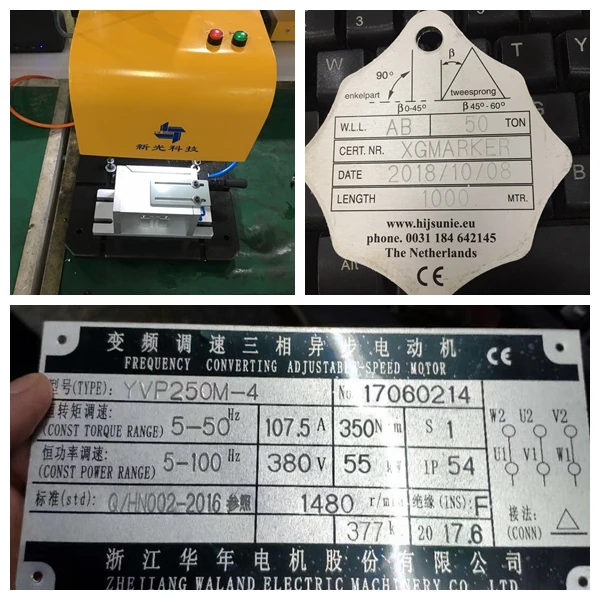 新光科技
W
T
Y
B
Alt
90°
β
enkelpart
β 0-45°
tweesprong
β 45° - 60°
W.L.L. AB 50 TON
CERT. NR. XGMARKER
DATE 2018/10/08
LENGTH 1000 MTR.
www.hijsunie.eu
phone. 0031 184 642145
The Netherlands
CE
变频调速三相异步电动机
FREQUENCY CONVERTING ADJUSTABLE-SPEED MOTOR
CE
型号(TYPE): YVP250M-4 No 17060214
恒转矩调速:
(CONST TORQUE RANGE) 5-50 Hz 107.5 A 350N m S 1
恒功率调速:
(CONST POWER RANGE) 5-100 Hz 380 V 55 kw IP 54
标准(std): Q/HN002-2016 参照 1480 r/min 绝缘(INS): F
377k 20 17.6
W2 U2 V2
U1 V1 W1
接法:
(CONN)
浙江华年电机股份有限公司
ZHEJIANG WALAND ELECTRIC MACHINERY CO. LTD